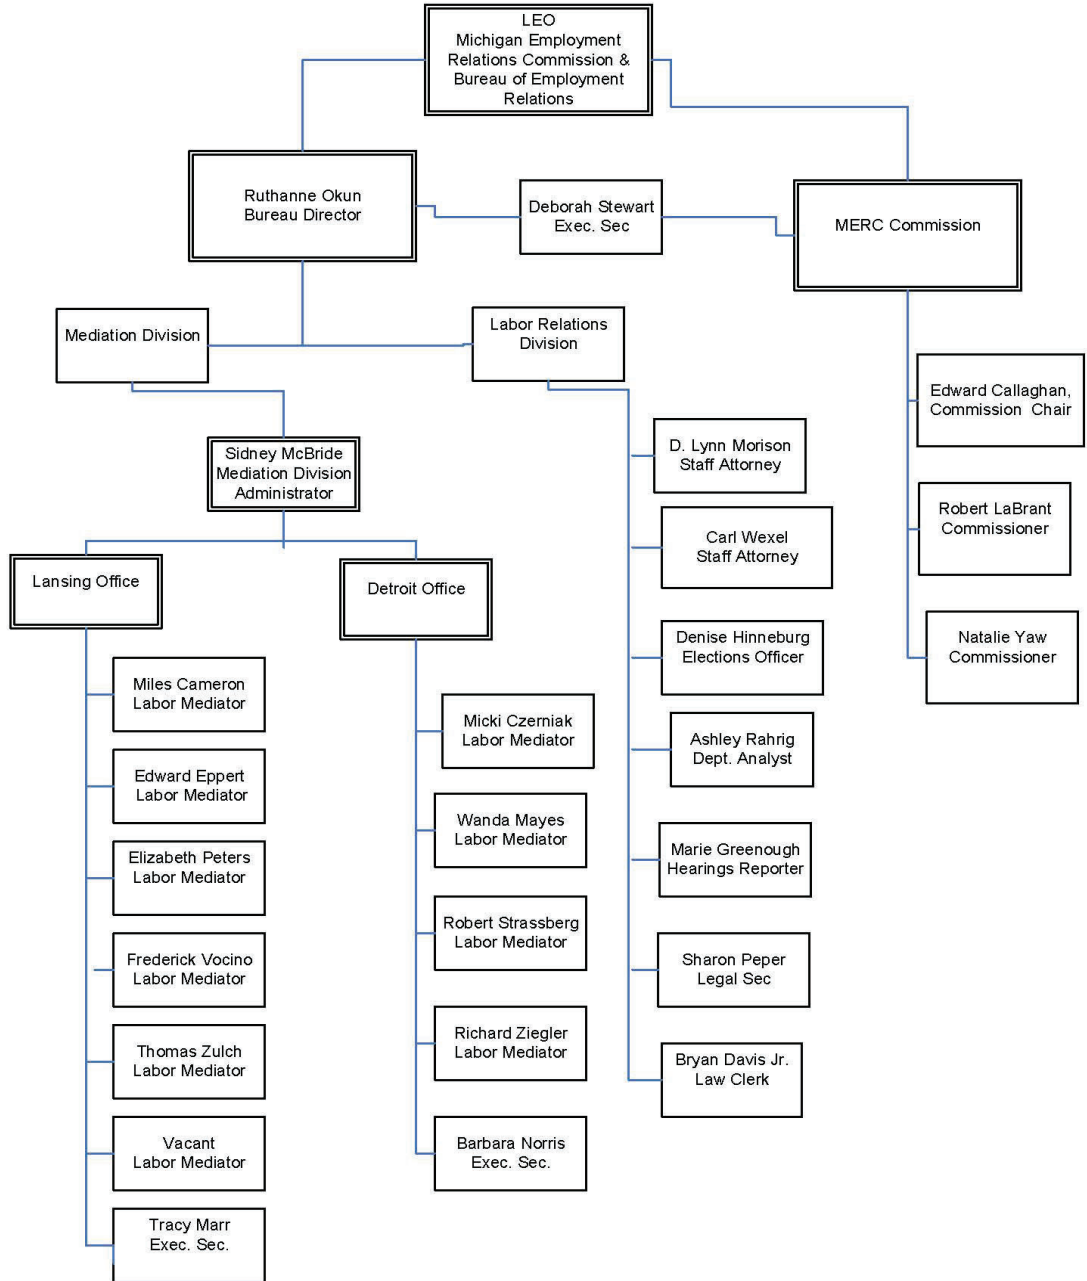 LEO
Michigan Employment
Relations Commission &
Bureau of Employment
Relations
Ruthanne Okun
Bureau Director
Deborah Stewart
Exec. Sec
MERC Commission
Mediation Division
Labor Relations
Division
Edward Callaghan,
Commission Chair
Robert LaBrant
Commissioner
Natalie Yaw
Commissioner
Sidney McBride
Mediation Division
Administrator
Lansing Office
Detroit Office
Miles Cameron
Labor Mediator
Edward Eppert
Labor Mediator
Elizabeth Peters
Labor Mediator
Frederick Vocino
Labor Mediator
Thomas Zulch
Labor Mediator
Vacant
Labor Mediator
Tracy Marr
Exec. Sec.
Micki Czerniak
Labor Mediator
Wanda Mayes
Labor Mediator
Robert Strassberg
Labor Mediator
Richard Ziegler
Labor Mediator
Barbara Norris
Exec. Sec.
D. Lynn Morison
Staff Attorney
Carl Wexel
Staff Attorney
Denise Hinneburg
Elections Officer
Ashley Rahrig
Dept. Analyst
Marie Greenough
Hearings Reporter
Sharon Peper
Legal Sec
Bryan Davis Jr.
Law Clerk